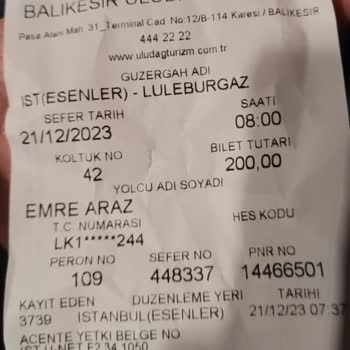 BALIKESİR
Paşa Alanı Mah. 31_Terminal Cad. No:12/B-114 Karesi / BALIKESİR
444 22 22
www.uludagturizm.com.tr
GUZERGAH ADI
IST(ESENLER) - LULEBURGAZ
SEFER TARIH SAATI
21/12/2023 08:00
KOLTUK NO BILET TUTARI
42 200,00
YOLCU ADI SOYADI
EMRE ARAZ
T.C. NUMARASI HES KODU
LK1*****244
PERON NO SEFER NO PNR NO
109 448337 14466501
KAYIT EDEN DUZENLEME YERI TARIHI
3739 ISTANBUL(ESENLER) 21/12/23 07:37
ACENTE YETKI BELGE NO